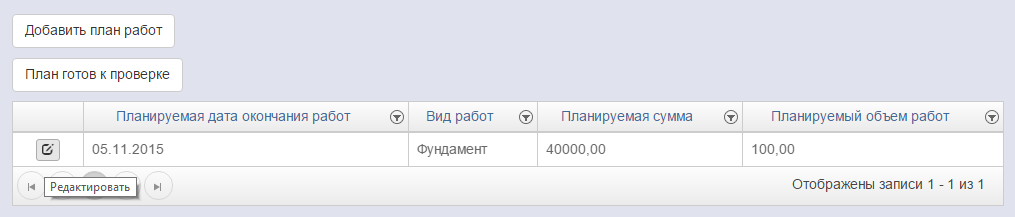 Добавить план работ
План готов к проверке
Планируемая дата окончания работ Вид работ Планируемая сумма Планируемый объем работ
05.11.2015 Фундамент 40000,00 100,00
Редактировать
Отображены записи 1 - 1 из 1